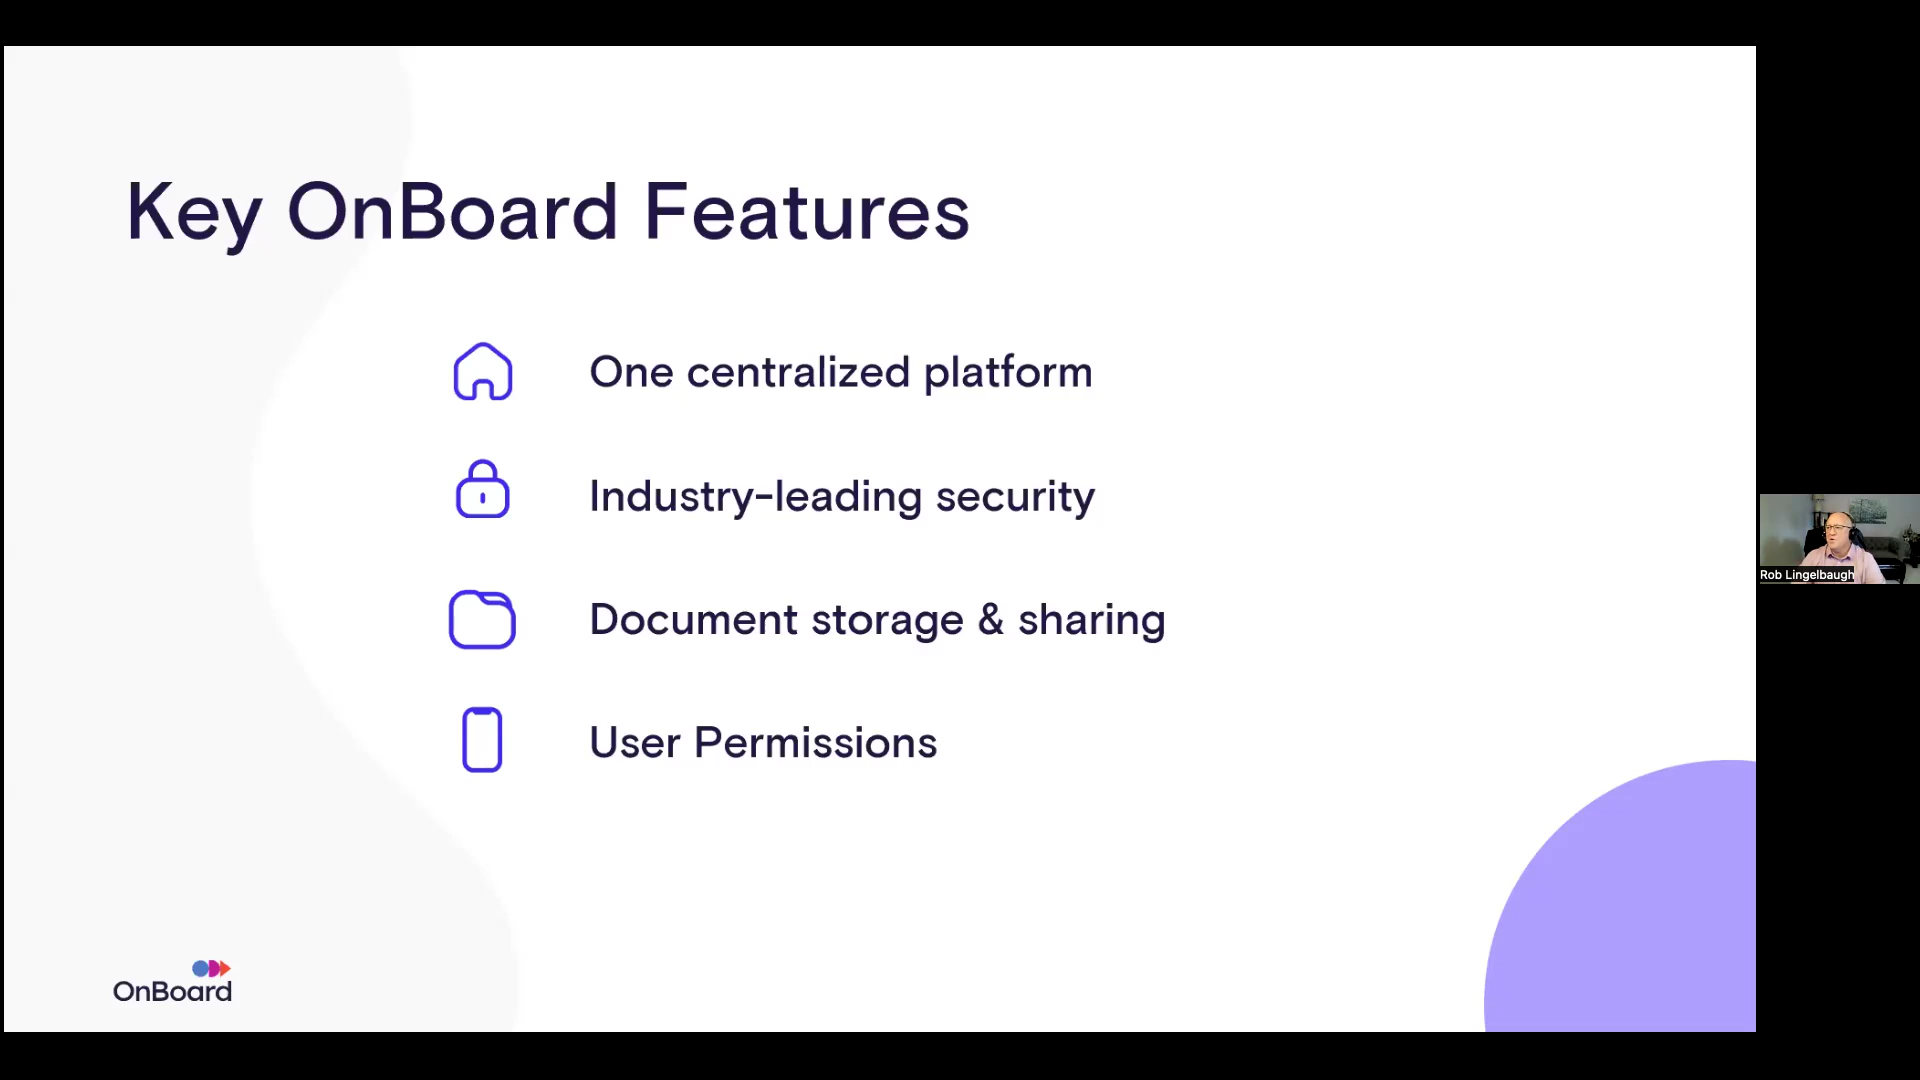 Key OnBoard Features
One centralized platform
Industry-leading security
Document storage & sharing
User Permissions
OnBoard
Rob Lingelbaugh